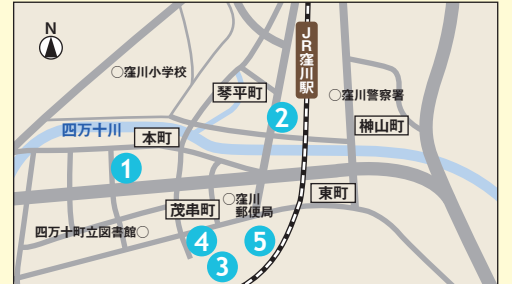 N
JR窪川駅
窪川小学校
琴平町
窪川警察署
2
四万十川
本町
榊山町
1
窪川
郵便局
東町
茂串町
四万十町立図書館
4
5
3